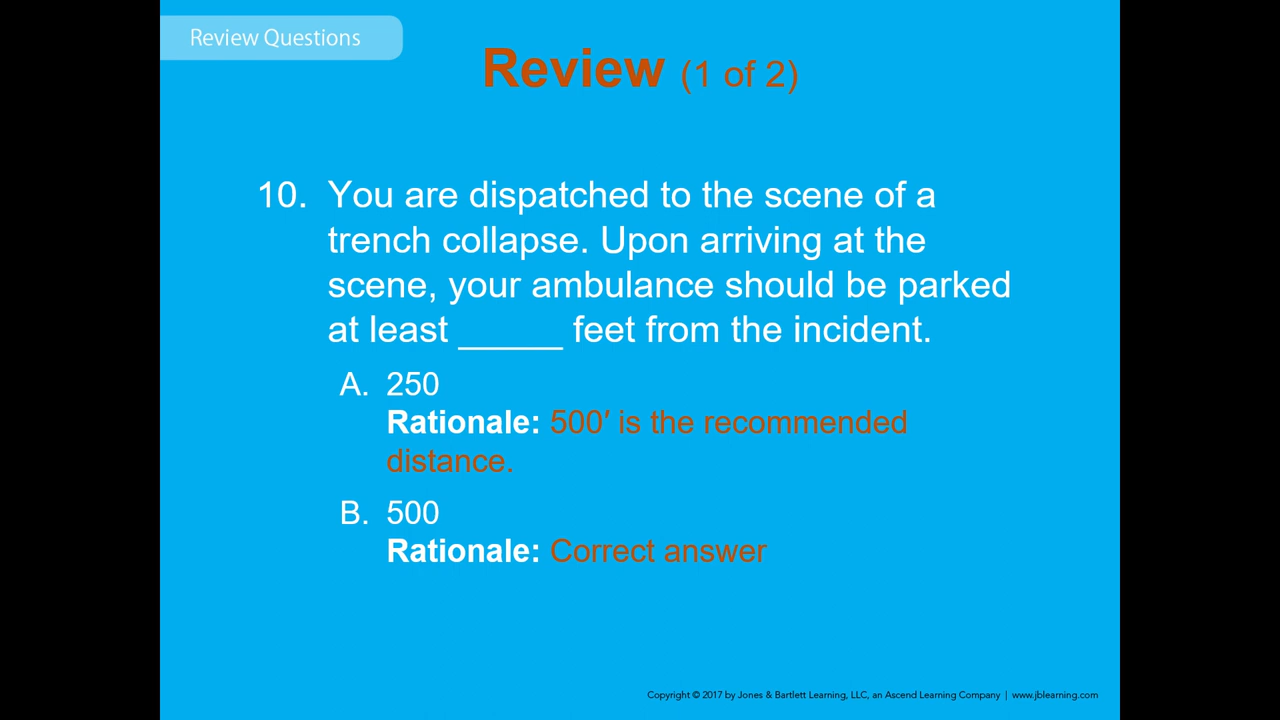 Review Questions
Review (1 of 2)
10. You are dispatched to the scene of a
trench collapse. Upon arriving at the
scene, your ambulance should be parked
at least _____ feet from the incident.
A. 250
Rationale: 500′ is the recommended
distance.
B. 500
Rationale: Correct answer
Copyright © 2017 by Jones & Bartlett Learning, LLC, an Ascend Learning Company | www.jblearning.com